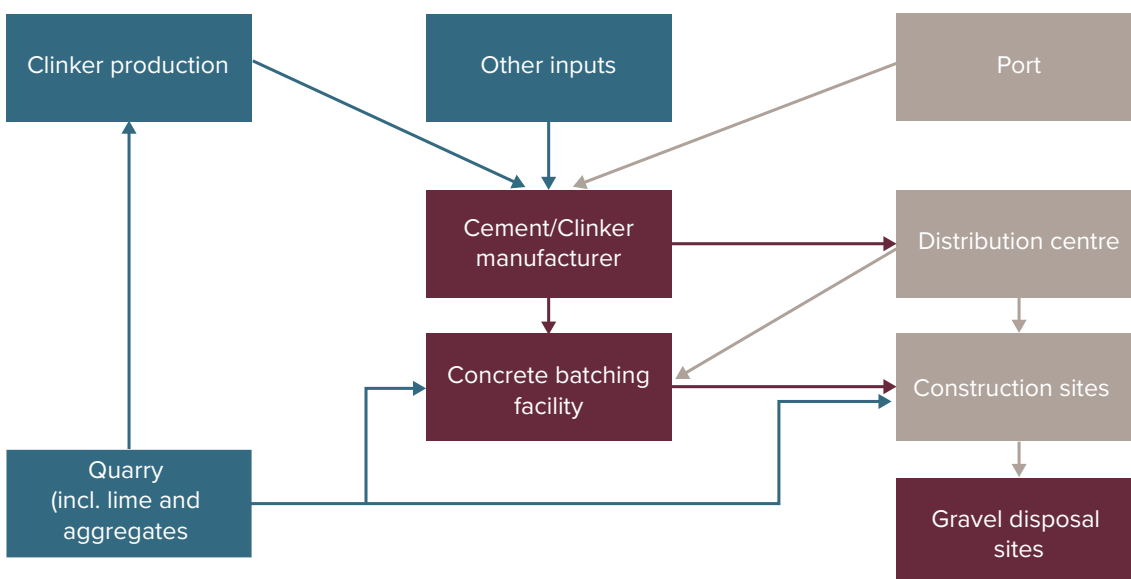 Clinker production
Other inputs
Port
Cement/Clinker
manufacturer
Distribution centre
Concrete batching
facility
Construction sites
Quarry
(incl. lime and
aggregates
Gravel disposal
sites